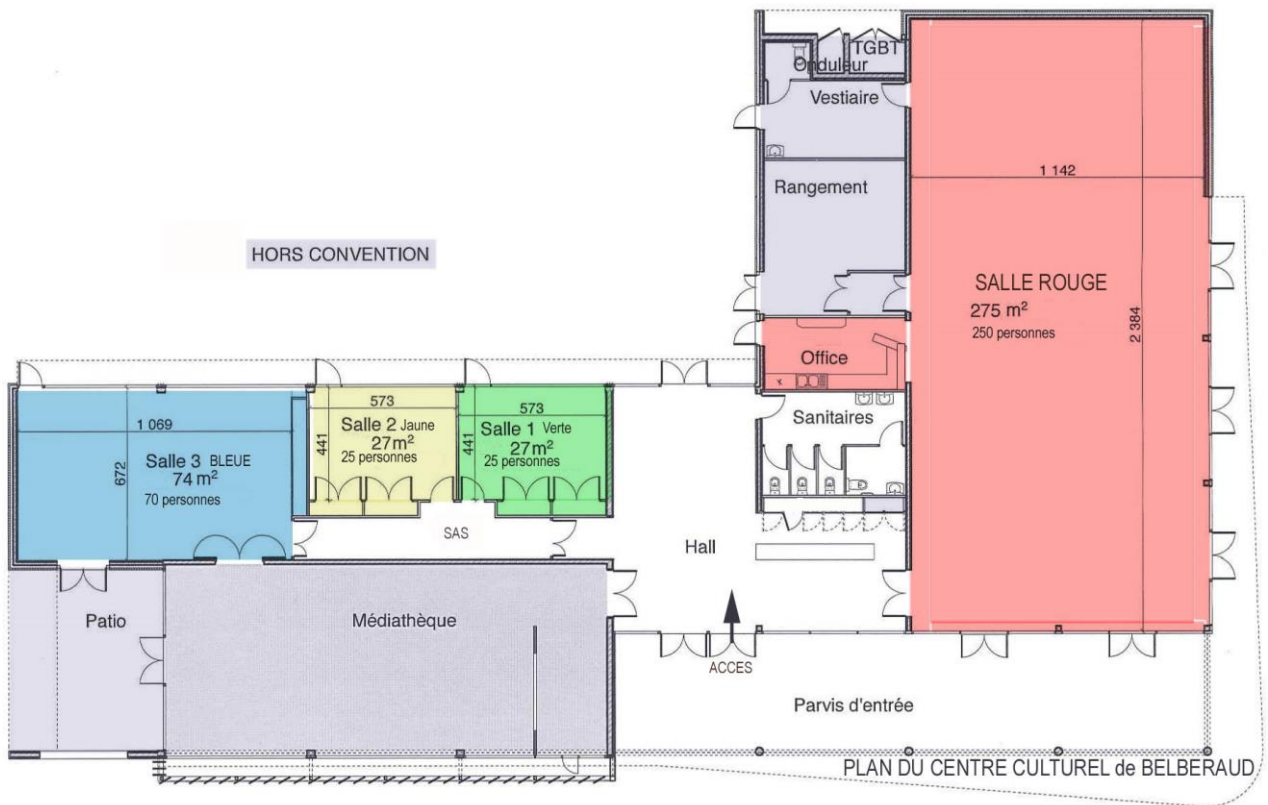 TGBT
Onduleur
Vestiaire
Rangement
1 142
HORS CONVENTION
SALLE ROUGE
275 m²
250 personnes
2 384
Office
573
573
Salle 2 Jaune
27m²
25 personnes
441
Salle 1 Verte
27m²
25 personnes
441
1 069
Salle 3 BLEUE
74 m²
70 personnes
672
Sanitaires
SAS
Hall
Patio
Médiathèque
ACCES
Parvis d'entrée
PLAN DU CENTRE CULTUREL de BELBERAUD